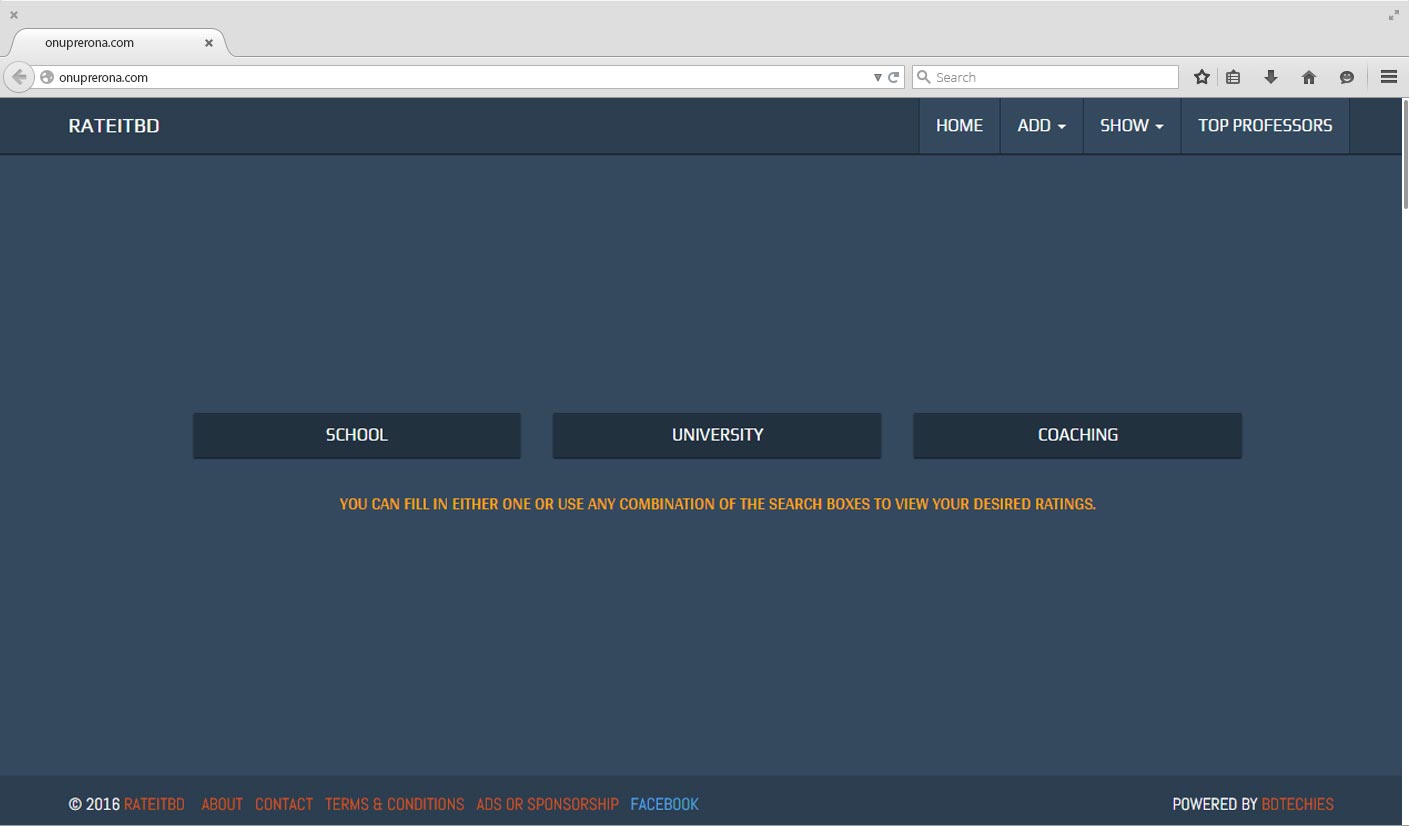 onuprerona.com
onuprerona.com Search
RATEITBD HOME ADD SHOW TOP PROFESSORS
SCHOOL UNIVERSITY COACHING
YOU CAN FILL IN EITHER ONE OR USE ANY COMBINATION OF THE SEARCH BOXES TO VIEW YOUR DESIRED RATINGS.
© 2016 RATEITBD ABOUT CONTACT TERMS & CONDITIONS ADS OR SPONSORSHIP FACEBOOK POWERED BY BDTECHIES